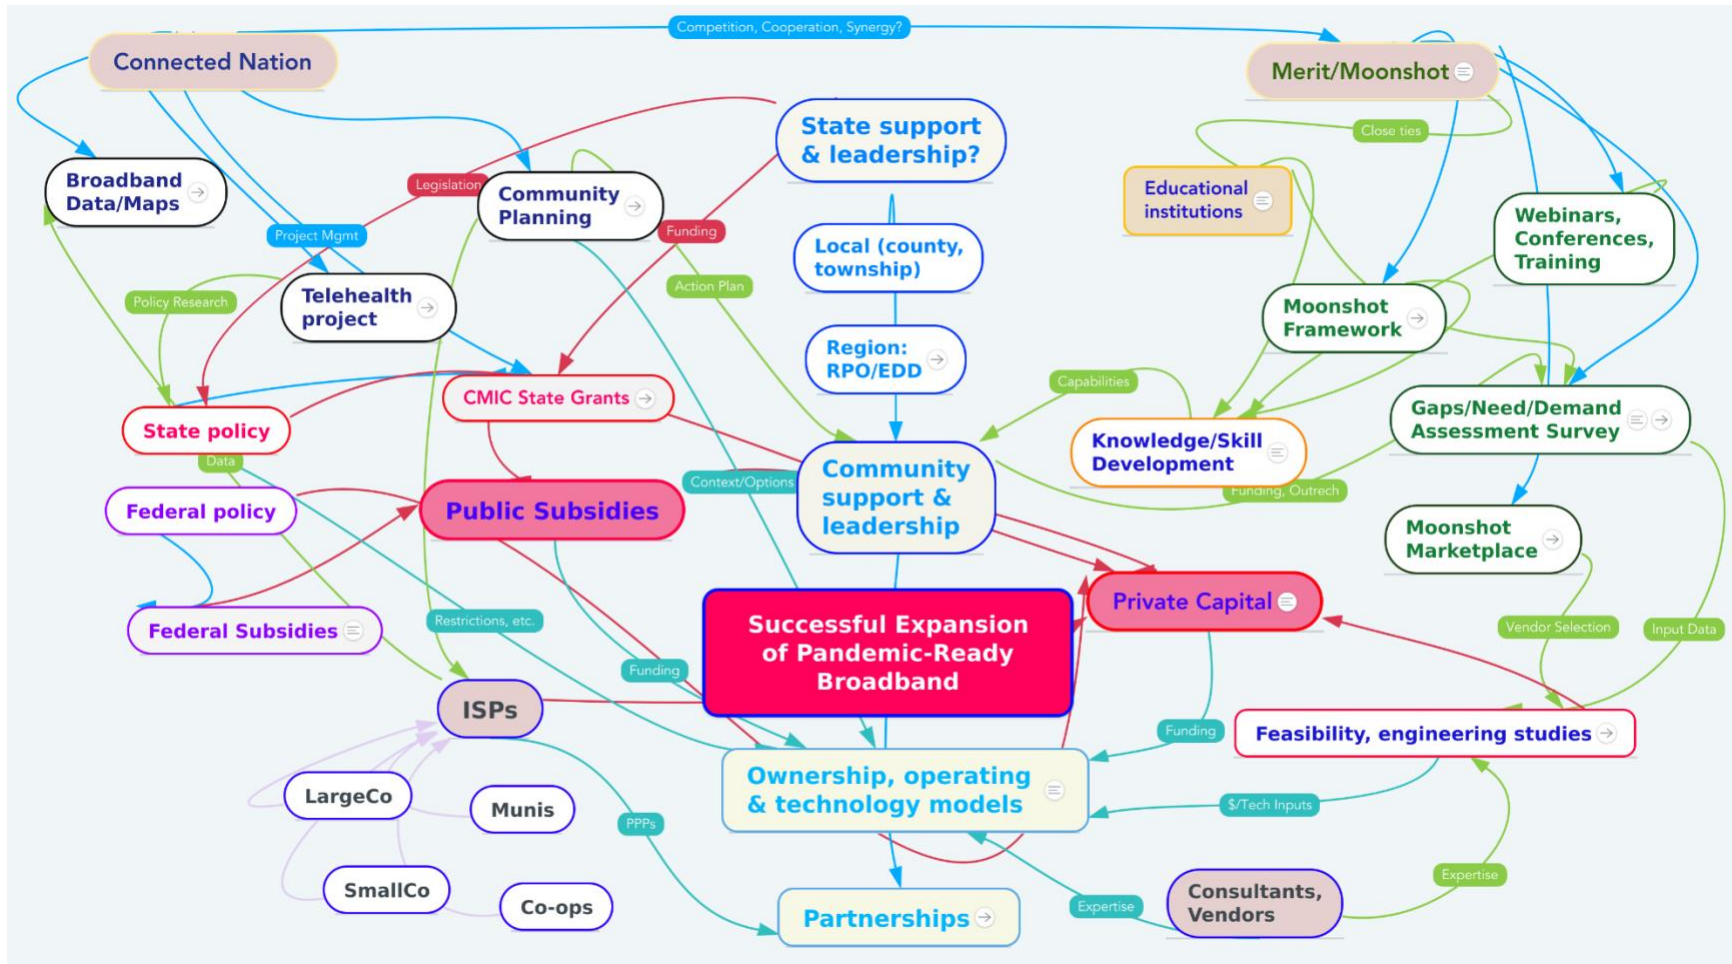 Competition, Cooperation, Synergy?
Connected Nation
Merit/Moonshot
State support
& leadership?
Close ties
Broadband
Data/Maps
Legislation
Community
Planning
Educational
institutions
Webinars,
Conferences,
Training
Project Mgmt
Funding
Local (county,
township)
Action Plan
Policy Research
Telehealth
project
Moonshot
Framework
Region:
RPO/EDD
CMIC State Grants
Capabilities
State policy
Gaps/Need/Demand
Assessment Survey
Knowledge/Skill
Development
Data
Context/Options
Community
support &
leadership
Funding, Outrech
Federal policy
Public Subsidies
Moonshot
Marketplace
Private Capital
Federal Subsidies
Restrictions, etc.
Successful Expansion
of Pandemic-Ready
Broadband
Vendor Selection
Input Data
Funding
ISPs
Funding
Feasibility, engineering studies
Ownership, operating
& technology models
LargeCo
Munis
PPPs
$/Tech Inputs
Expertise
SmallCo
Co-ops
Partnerships
Expertise
Consultants,
Vendors